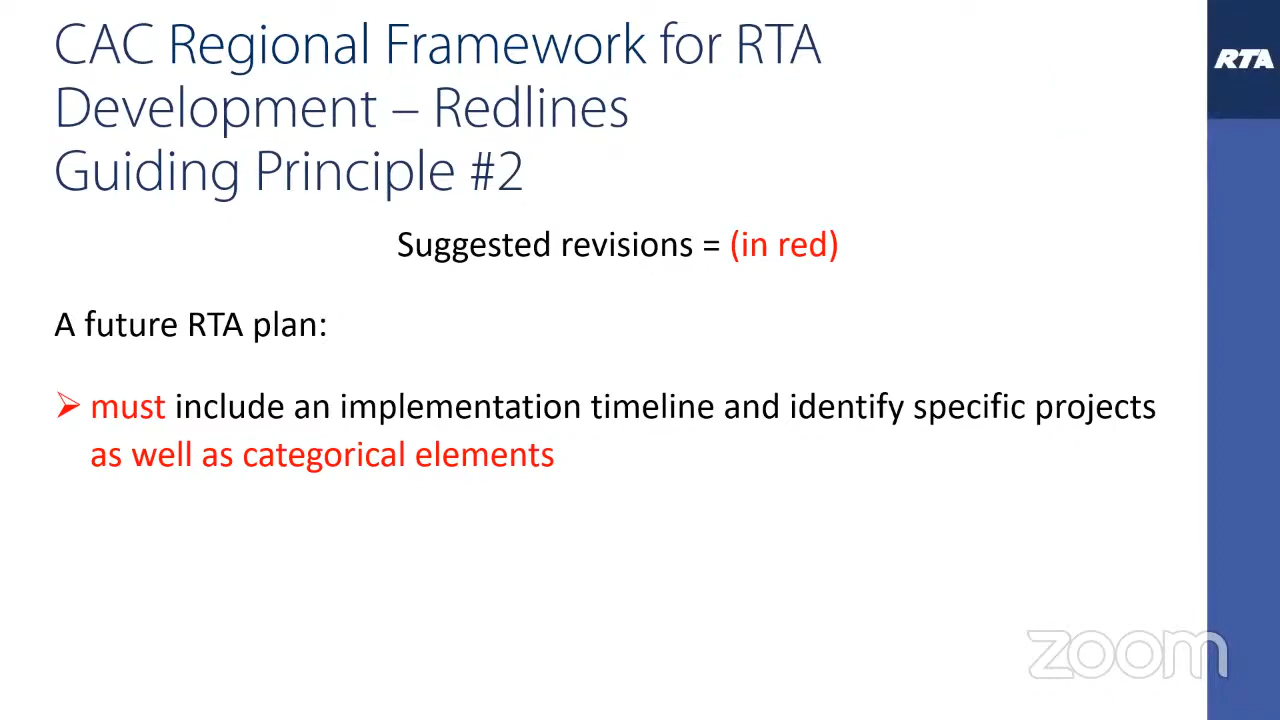 CAC Regional Framework for RTA
Development – Redlines
Guiding Principle #2
RTA
Suggested revisions = (in red)
A future RTA plan:
➢ must include an implementation timeline and identify specific projects
as well as categorical elements
zoom